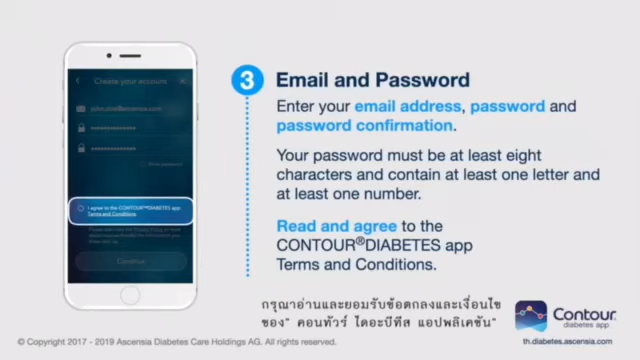 Create your account
john.doe@ascensia.com
I agree to the CONTOUR®DIABETES app
Terms and Conditions.
Continue
3 Email and Password
Enter your email address, password and
password confirmation.
Your password must be at least eight
characters and contain at least one letter and
at least one number.
Read and agree to the
CONTOUR®DIABETES app
Terms and Conditions.
กรุณาอ่านและยอมรับข้อตกลงและเงื่อนไข
ของ" คอนทัวร์ ไดอะบีทีส แอปพลิเคชัน"
Contour
diabetes app
© Copyright 2017 - 2019 Ascensia Diabetes Care Holdings AG. All rights reserved.
th.diabetes.ascensia.com